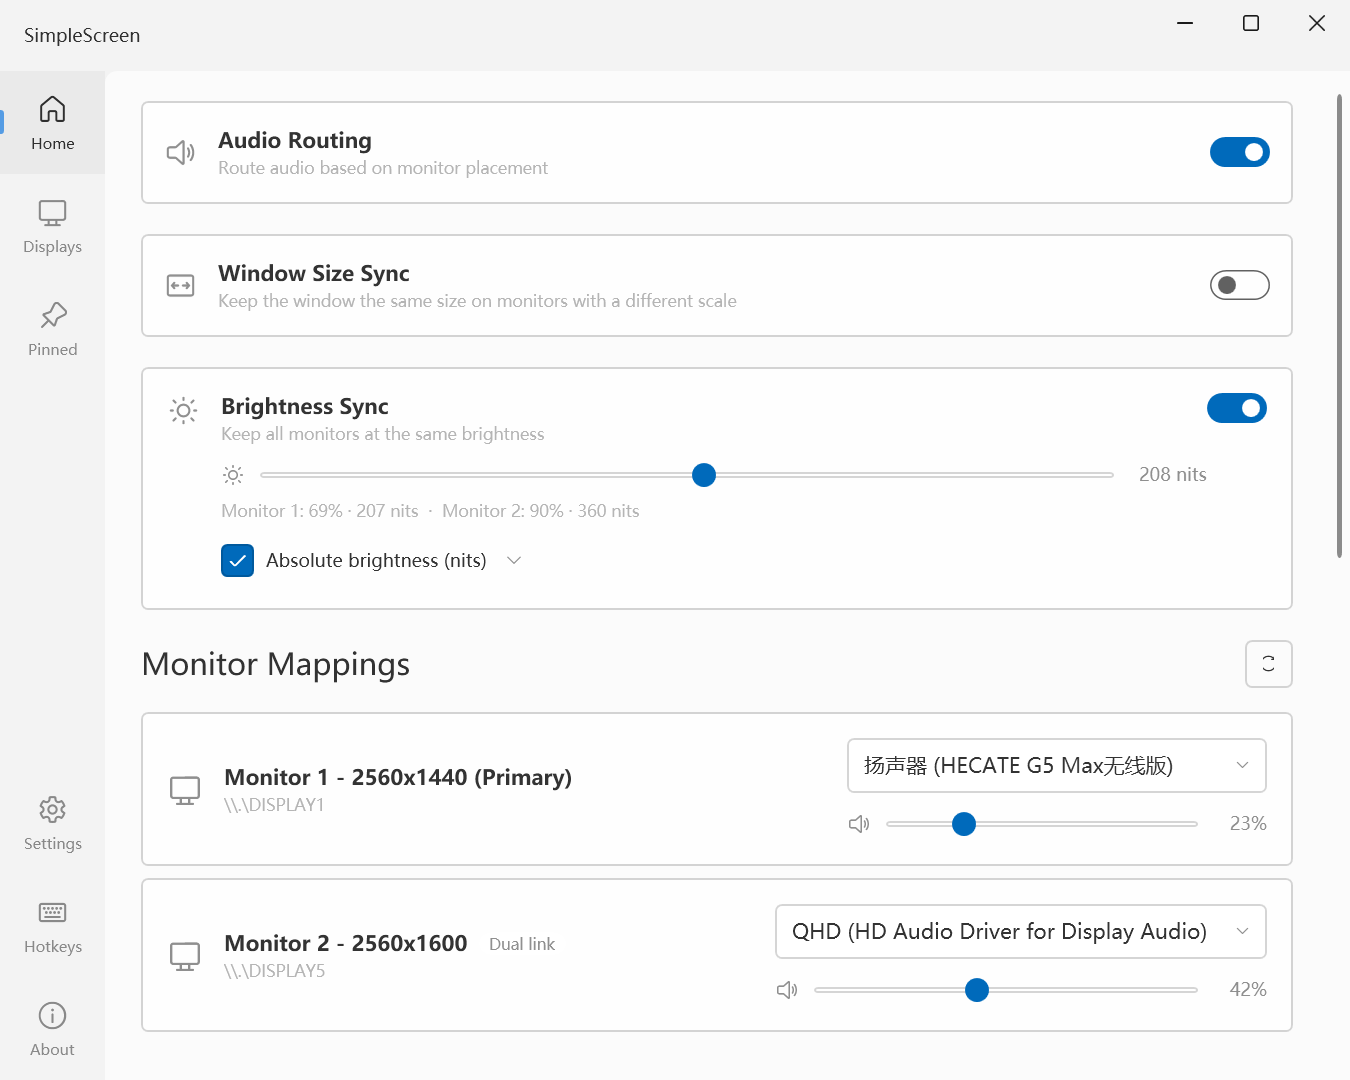 SimpleScreen
Home
Displays
Pinned
Settings
Hotkeys
About
Audio Routing
Route audio based on monitor placement
Window Size Sync
Keep the window the same size on monitors with a different scale
Brightness Sync
Keep all monitors at the same brightness
208 nits
Monitor 1: 69% · 207 nits · Monitor 2: 90% · 360 nits
Absolute brightness (nits)
Monitor Mappings
Monitor 1 - 2560x1440 (Primary)
\\.\DISPLAY1
扬声器 (HECATE G5 Max无线版)
23%
Monitor 2 - 2560x1600 Dual link
\\.\DISPLAY5
QHD (HD Audio Driver for Display Audio)
42%